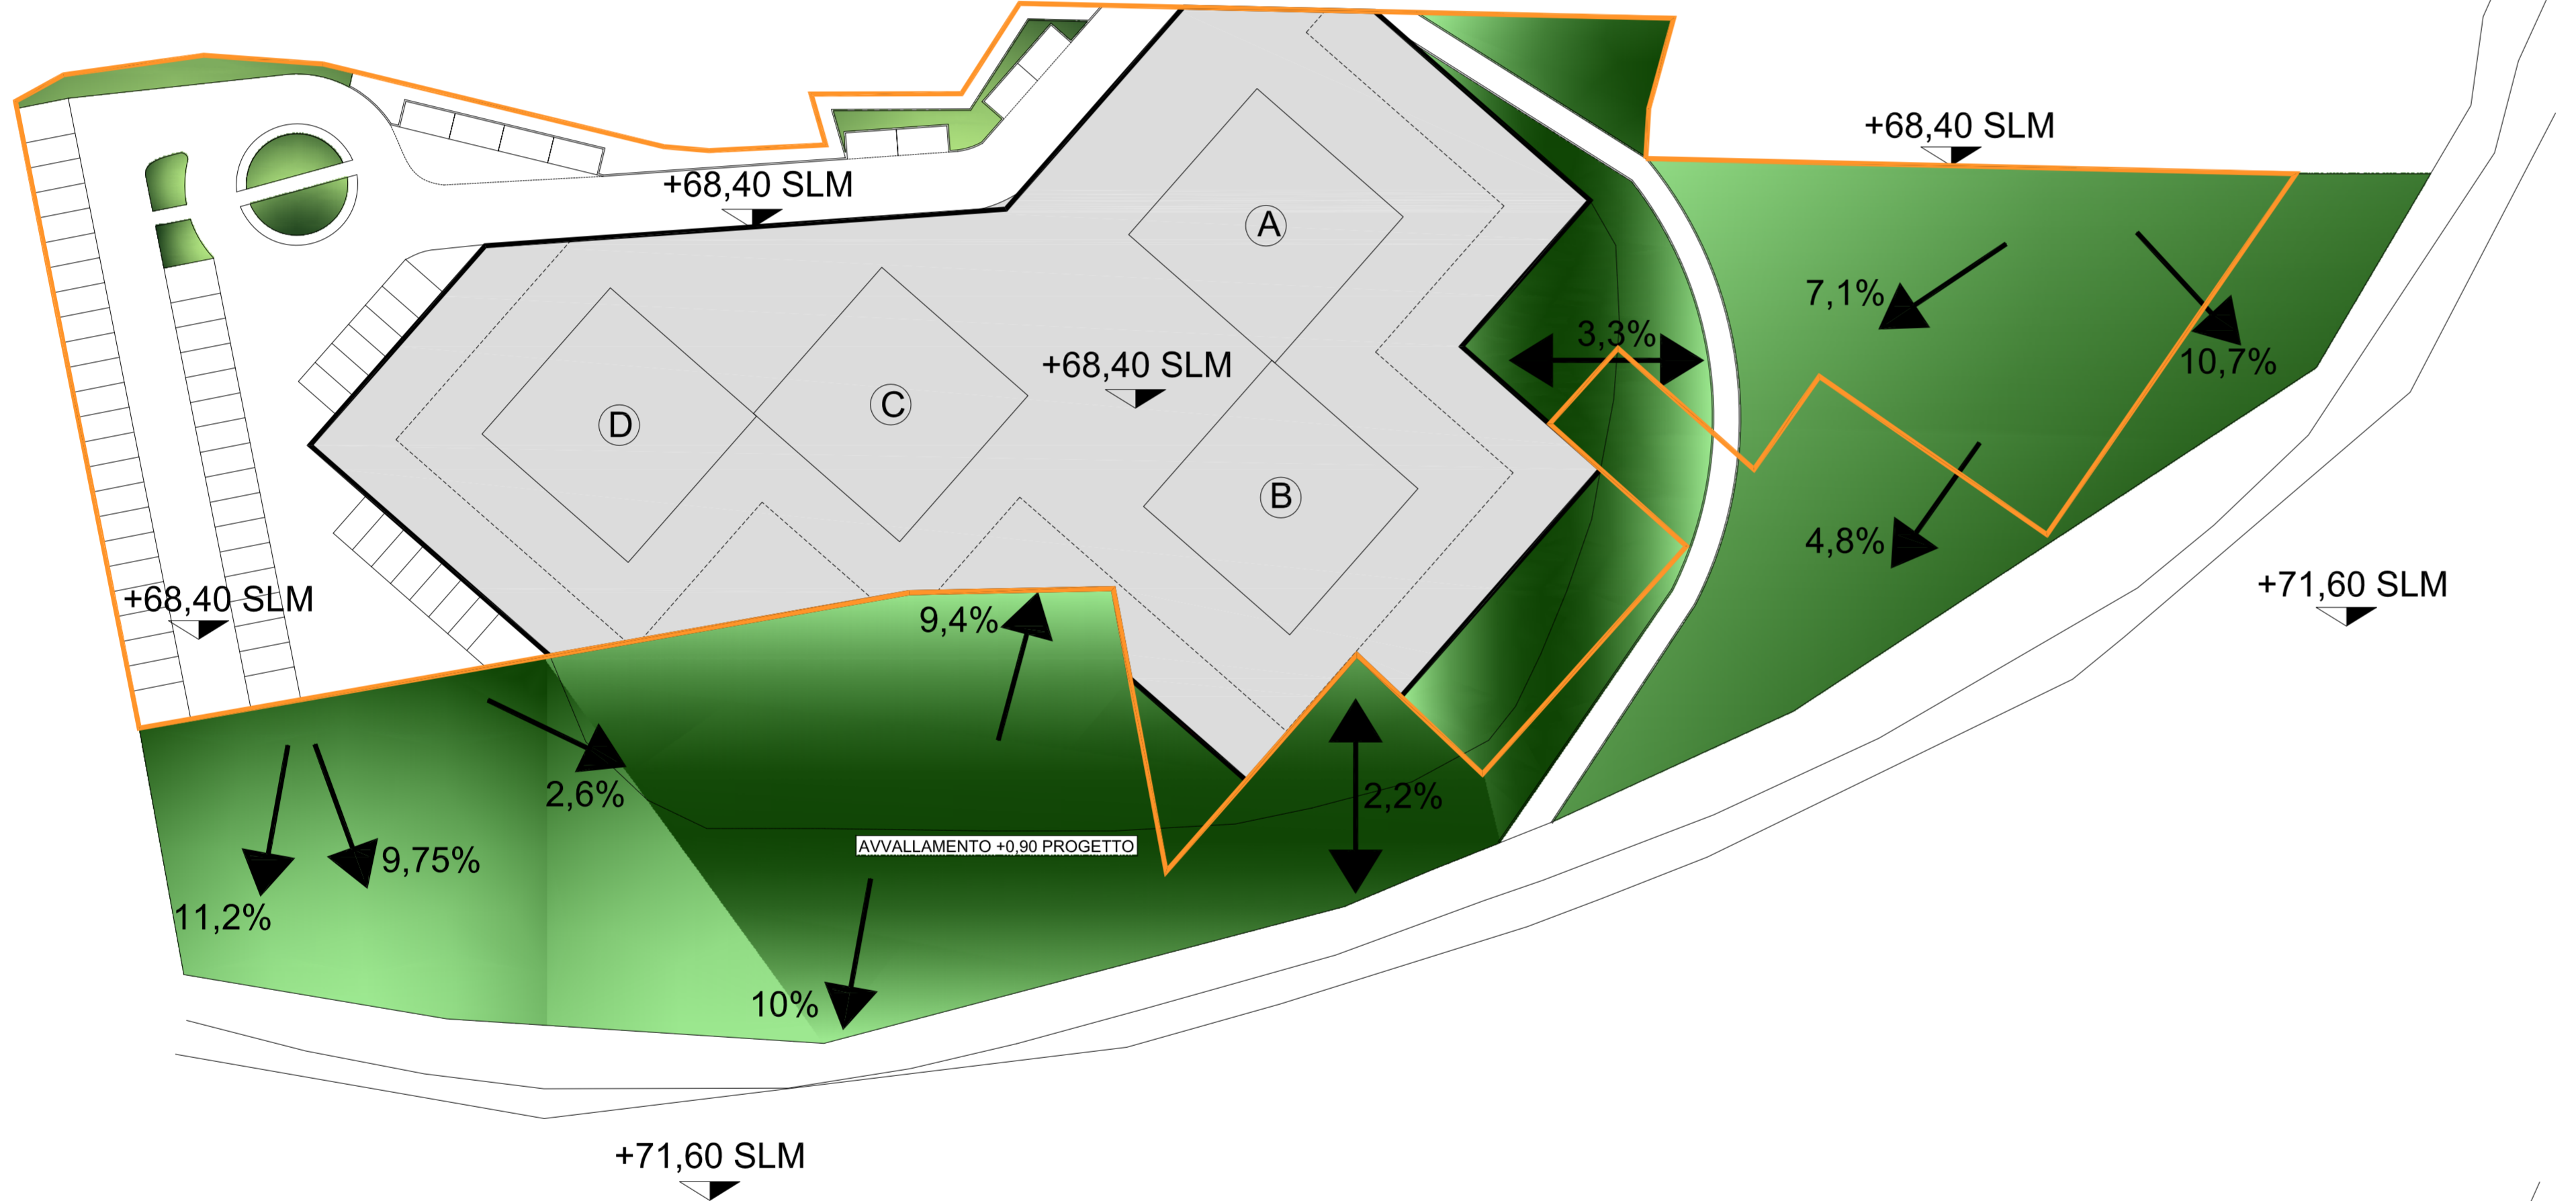 +68,40 SLM
+68,40 SLM
A
7,1%
3,3%
10,7%
+68,40 SLM
C
D
B
4,8%
+68,40 SLM
+71,60 SLM
9,4%
2,6%
2,2%
AVVALLAMENTO +0,90 PROGETTO
9,75%
11,2%
10%
+71,60 SLM